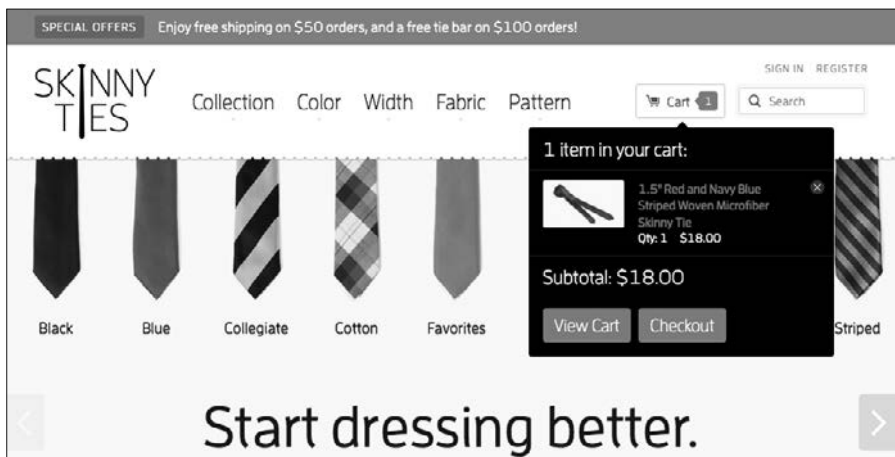 SPECIAL OFFERS Enjoy free shipping on $50 orders, and a free tie bar on $100 orders!
SIGN IN REGISTER
SKINNY
TIES
Collection Color Width Fabric Pattern
Cart 1
Search
1 item in your cart:
1.5" Red and Navy Blue
Striped Woven Microfiber
Skinny Tie
Qty: 1 $18.00
Subtotal: $18.00
View Cart Checkout
Black Blue Collegiate Cotton Favorites Striped
Start dressing better.